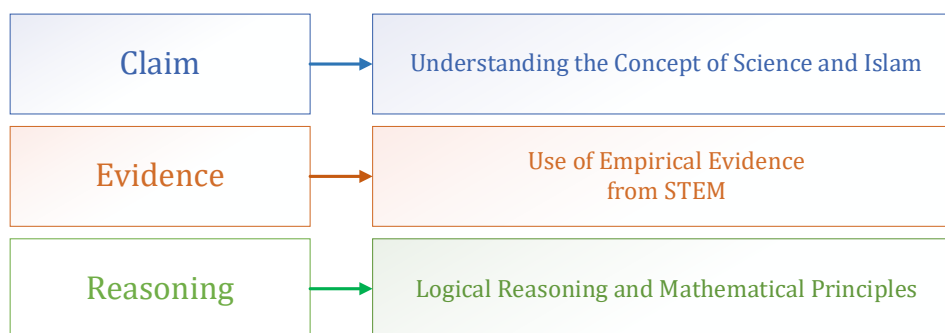 Claim
Understanding the Concept of Science and Islam
Evidence
Use of Empirical Evidence
from STEM
Reasoning
Logical Reasoning and Mathematical Principles